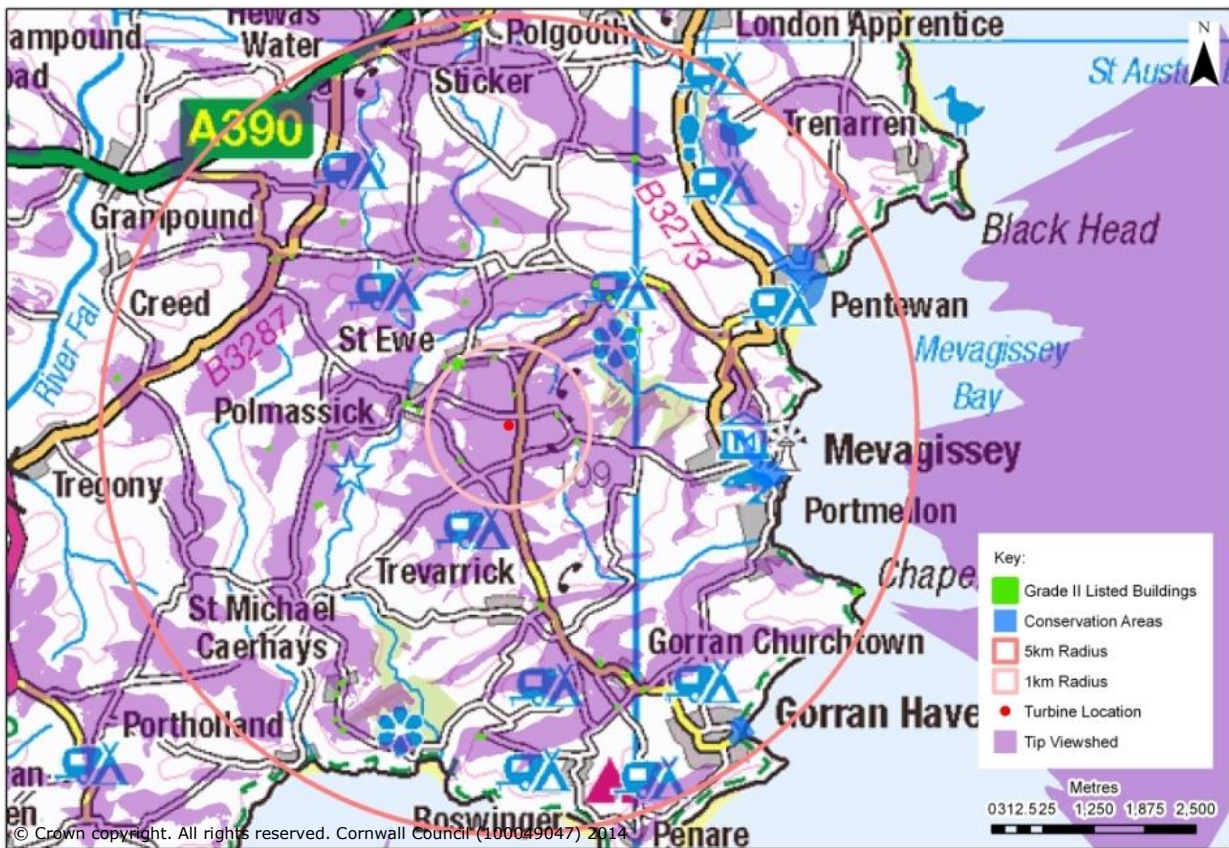 Hewas
Water
Polgooth
London Apprentice
N
ampound
oad
Sticker
St Auste
A390
Trenarren
Grampound
B3273
Black Head
Creed
Pentewan
River Fal
St Ewe
B3287
Mevagissey
Bay
Polmassick
M
Mevagissey
Tregony
109
Portmellon
Trevarrick
Chape
St Michael
Caerhays
Gorran Churchtown
Gorran Have
Portholland
an
en
Boswinger
Penare
Key:
Grade II Listed Buildings
Conservation Areas
5km Radius
1km Radius
Turbine Location
Tip Viewshed
Metres
0312.525 1,250 1,875 2,500
© Crown copyright. All rights reserved. Cornwall Council (100049047) 2014